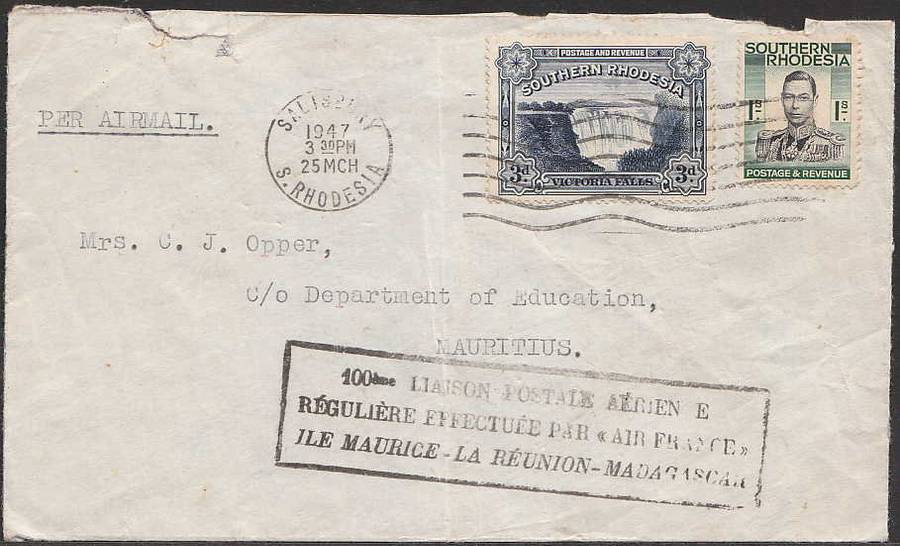 PER AIRMAIL.
SALISBURY
1947
3 30PM
25MCH
S. RHODESIA
POSTAGE AND REVENUE
SOUTHERN RHODESIA
3d. VICTORIA FALLS 3d.
SOUTHERN
RHODESIA
1S. 1S.
POSTAGE & REVENUE
Mrs. C. J. Opper,
C/o Department of Education,
MAURITIUS.
100ème LIAISON POSTALE AÉRIEN E
RÉGULIÈRE EFFECTUÉE PAR « AIR FRANCE »
ILE MAURICE - LA RÉUNION - MADAGASCAR